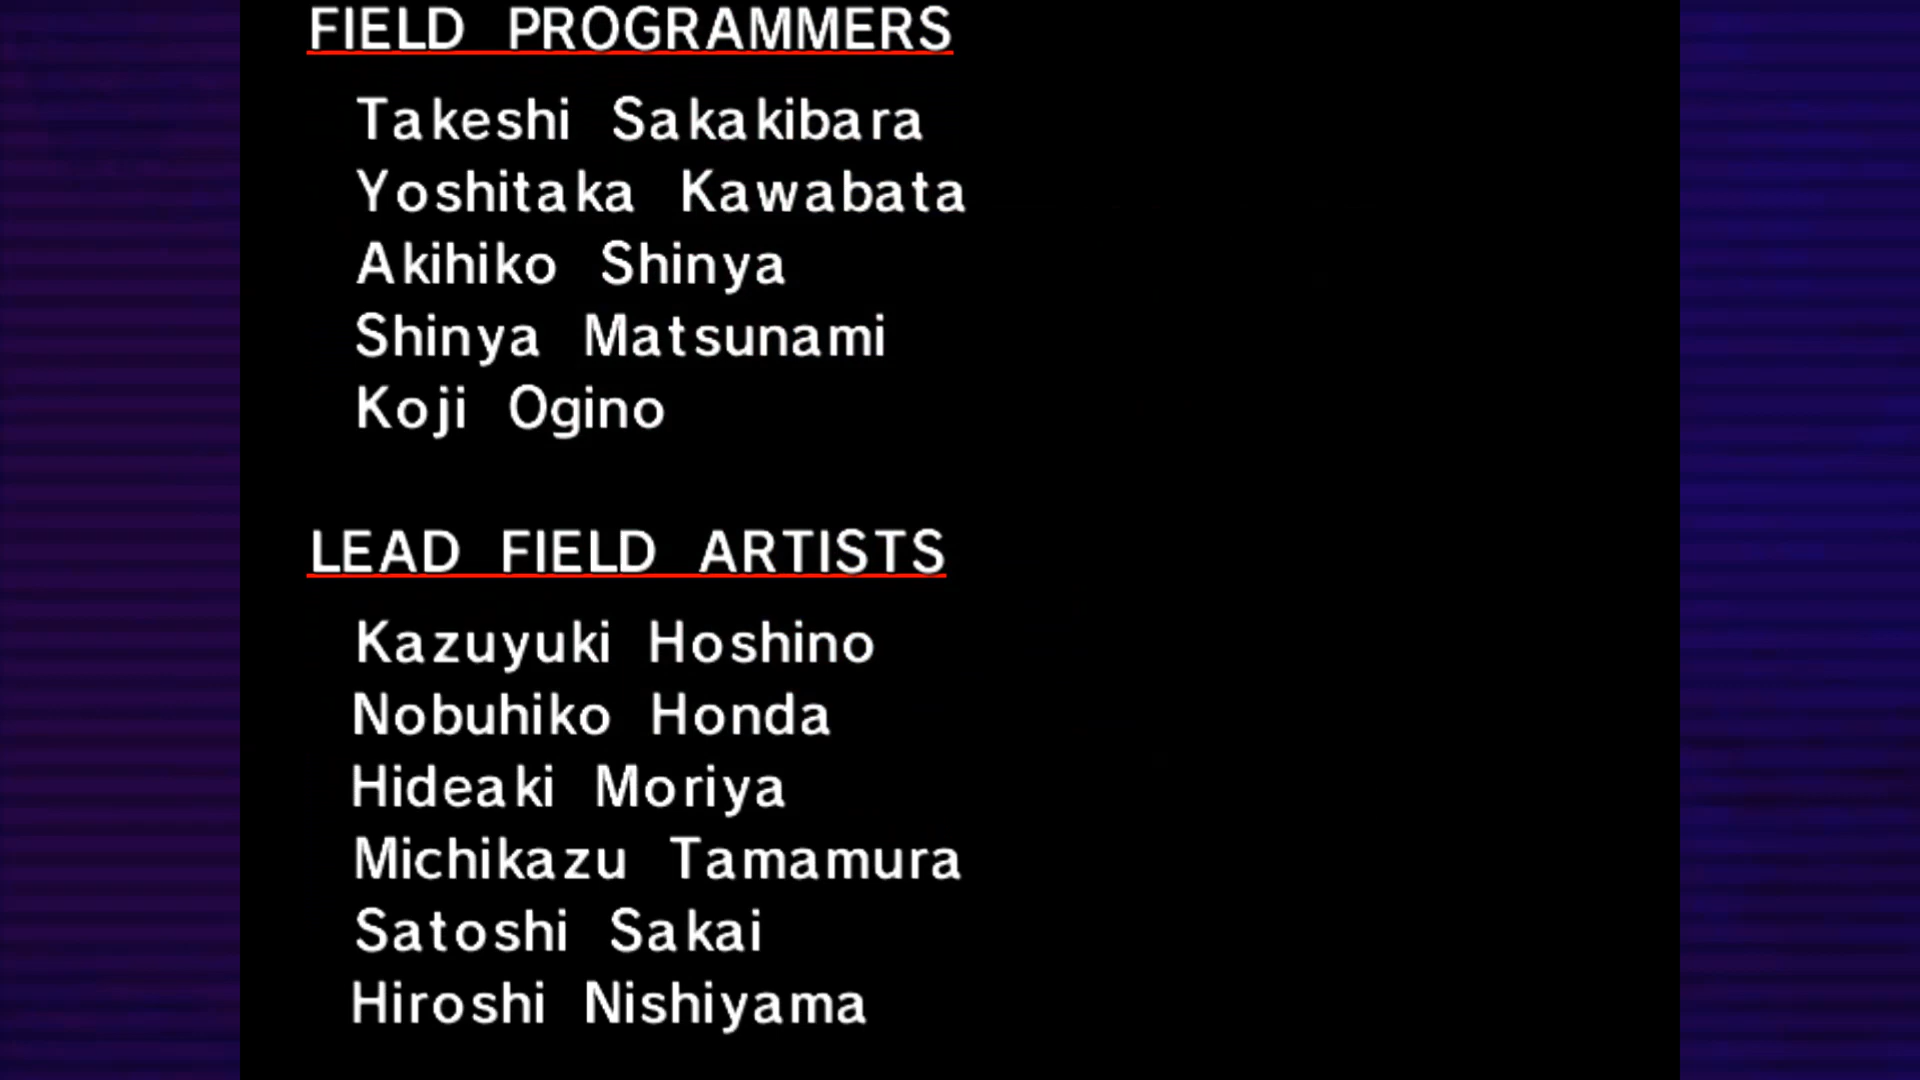 FIELD PROGRAMMERS
Takeshi Sakakibara
Yoshitaka Kawabata
Akihiko Shinya
Shinya Matsunami
Koji Ogino
LEAD FIELD ARTISTS
Kazuyuki Hoshino
Nobuhiko Honda
Hideaki Moriya
Michikazu Tamamura
Satoshi Sakai
Hiroshi Nishiyama